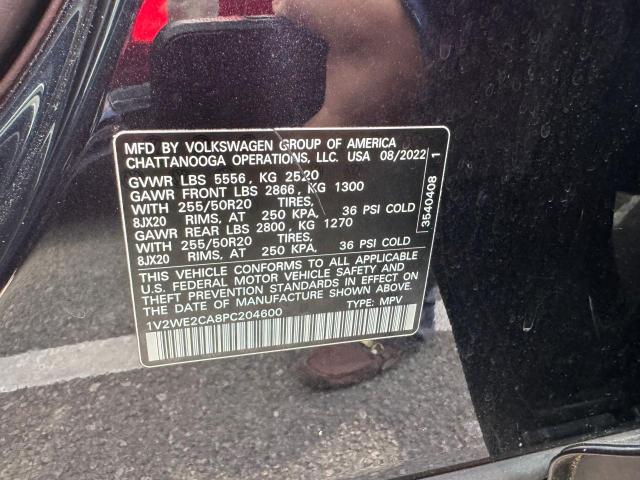 MFD BY VOLKSWAGEN GROUP OF AMERICA
CHATTANOOGA OPERATIONS, LLC. USA 08/2022
GVWR LBS 5556, KG 2520
GAWR FRONT LBS 2866, KG 1300
WITH 255/50R20 TIRES,
8JX20 RIMS, AT 250 KPA, 36 PSI COLD
GAWR REAR LBS 2800, KG 1270
WITH 255/50R20 TIRES,
8JX20 RIMS, AT 250 KPA, 36 PSI COLD
THIS VEHICLE CONFORMS TO ALL APPLICABLE
U.S. FEDERAL MOTOR VEHICLE SAFETY AND
THEFT PREVENTION STANDARDS IN EFFECT ON
THE DATE OF MANUFACTURE SHOWN ABOVE.
1V2WE2CA8PC204600 TYPE: MPV
3540408 1